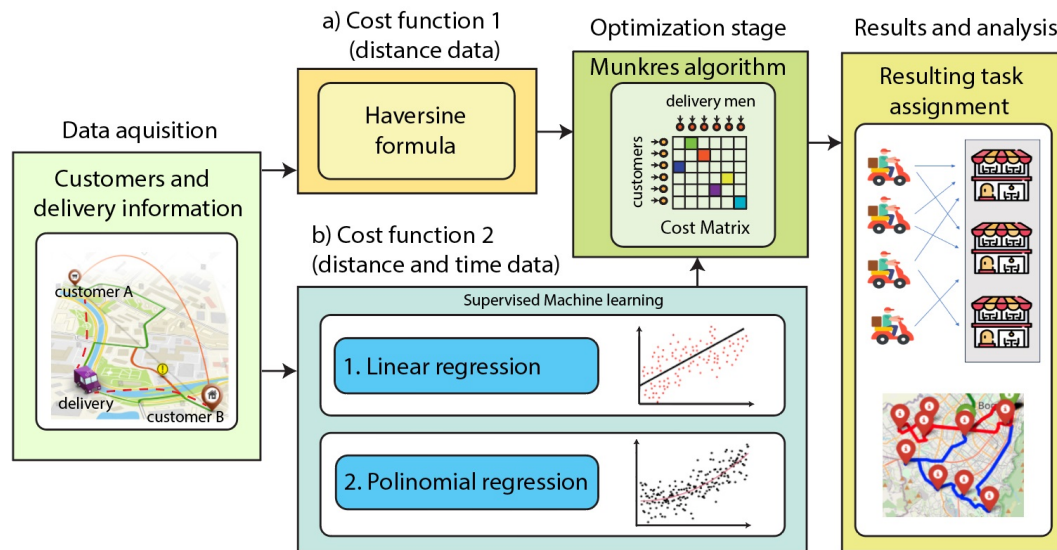 a) Cost function 1
(distance data)
Haversine
formula
Data aquisition
Customers and
delivery information
customer A
delivery
customer B
b) Cost function 2
(distance and time data)
Supervised Machine learning
1. Linear regression
2. Polinomial regression
Optimization stage
Munkres algorithm
delivery men
customers
Cost Matrix
Results and analysis
Resulting task
assignment